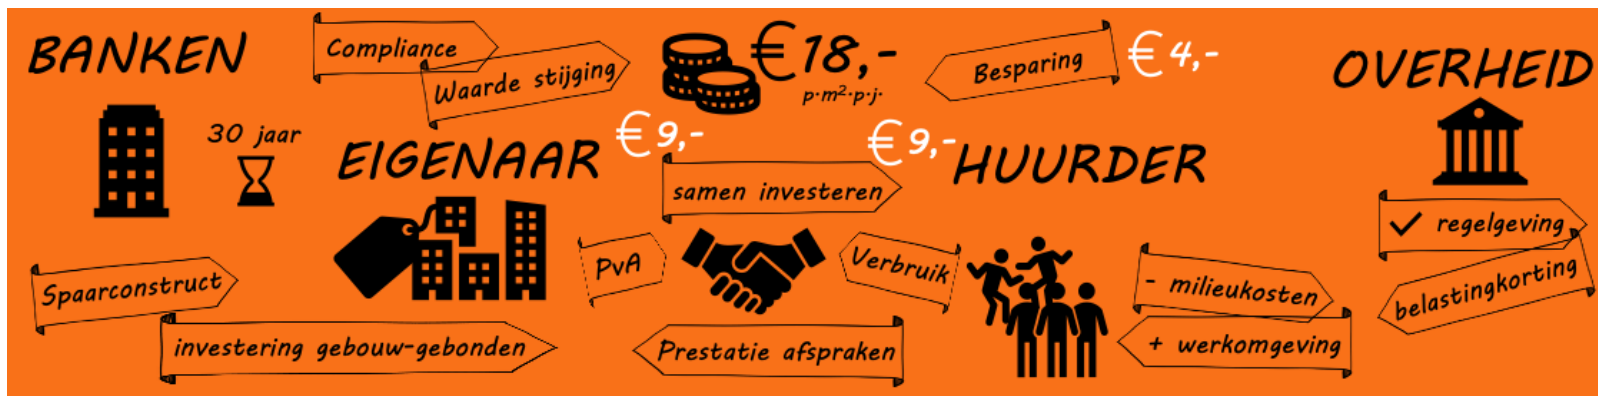 BANKEN
30 jaar
Spaarconstruct
investering gebouw-gebonden
Compliance
Waarde stijging
EIGENAAR
€ 9,-
€ 18,-
p.m².p.j.
samen investeren
PvA
Verbruik
Prestatie afspraken
Besparing
€ 4,-
€ 9,-
HUURDER
- milieukosten
+ werkomgeving
OVERHEID
✓ regelgeving
belastingkorting